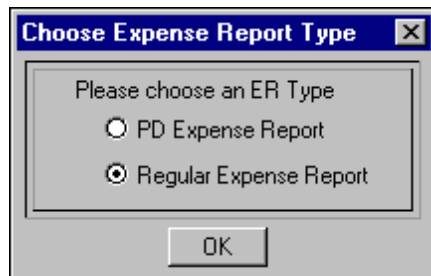 Choose Expense Report Type
Please choose an ER Type
PD Expense Report
Regular Expense Report
OK